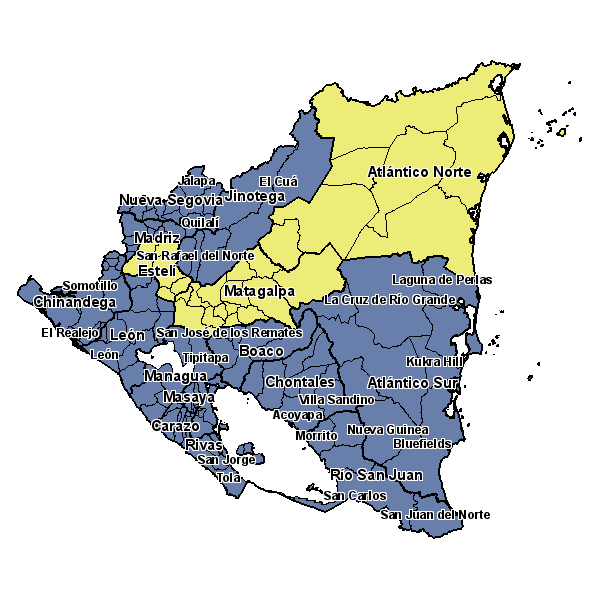 Atlántico Norte
Jalapa
El Cuá
Nueva Segovia
Jinotega
Quilalí
Madriz
San Rafael del Norte
Estelí
Laguna de Perlas
Somotillo
Matagalpa
Chinandega
La Cruz de Río Grande
El Realejo
León
San José de los Remates
León
Tipitapa
Boaco
Kukra Hill
Managua
Chontales
Atlántico Sur
Masaya
Villa Sandino
Acoyapa
Carazo
Nueva Guinea
Morrito
Rivas
Bluefields
San Jorge
Tola
Río San Juan
San Carlos
San Juan del Norte